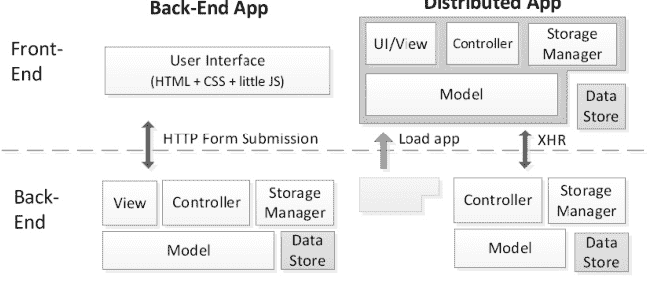 Back-End App
Distributed App
Front-
End
User Interface
(HTML + CSS + little JS)
UI/View
Controller
Storage
Manager
Model
Data
Store
HTTP Form Submission
Load app
XHR
Back-
End
View
Controller
Storage
Manager
Model
Data
Store
Controller
Storage
Manager
Model
Data
Store